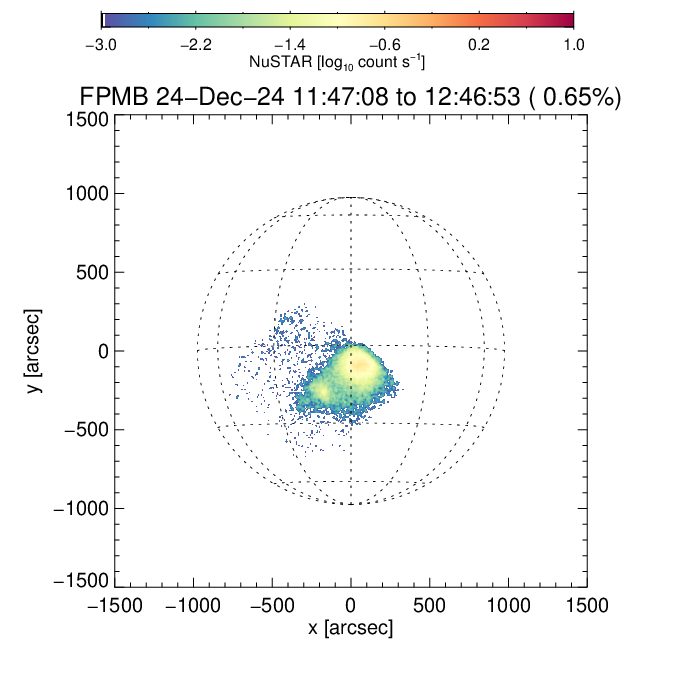 −3.0 −2.2 −1.4 −0.6 0.2 1.0
NuSTAR [log₁₀ count s⁻¹]
FPMB 24−Dec−24 11:47:08 to 12:46:53 ( 0.65%)
1500
1000
500
0
−500
−1000
−1500
y [arcsec]
−1500 −1000 −500 0 500 1000 1500
x [arcsec]